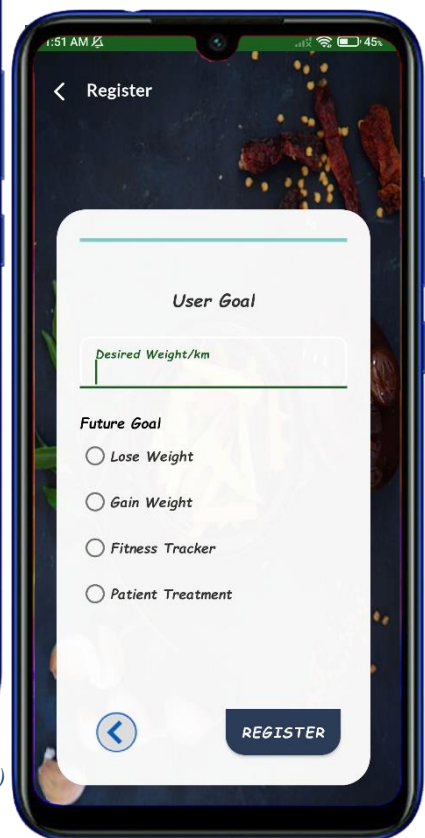 1:51 AM
45%
Register
User Goal
Desired Weight/km
Future Goal
Lose Weight
Gain Weight
Fitness Tracker
Patient Treatment
REGISTER
)